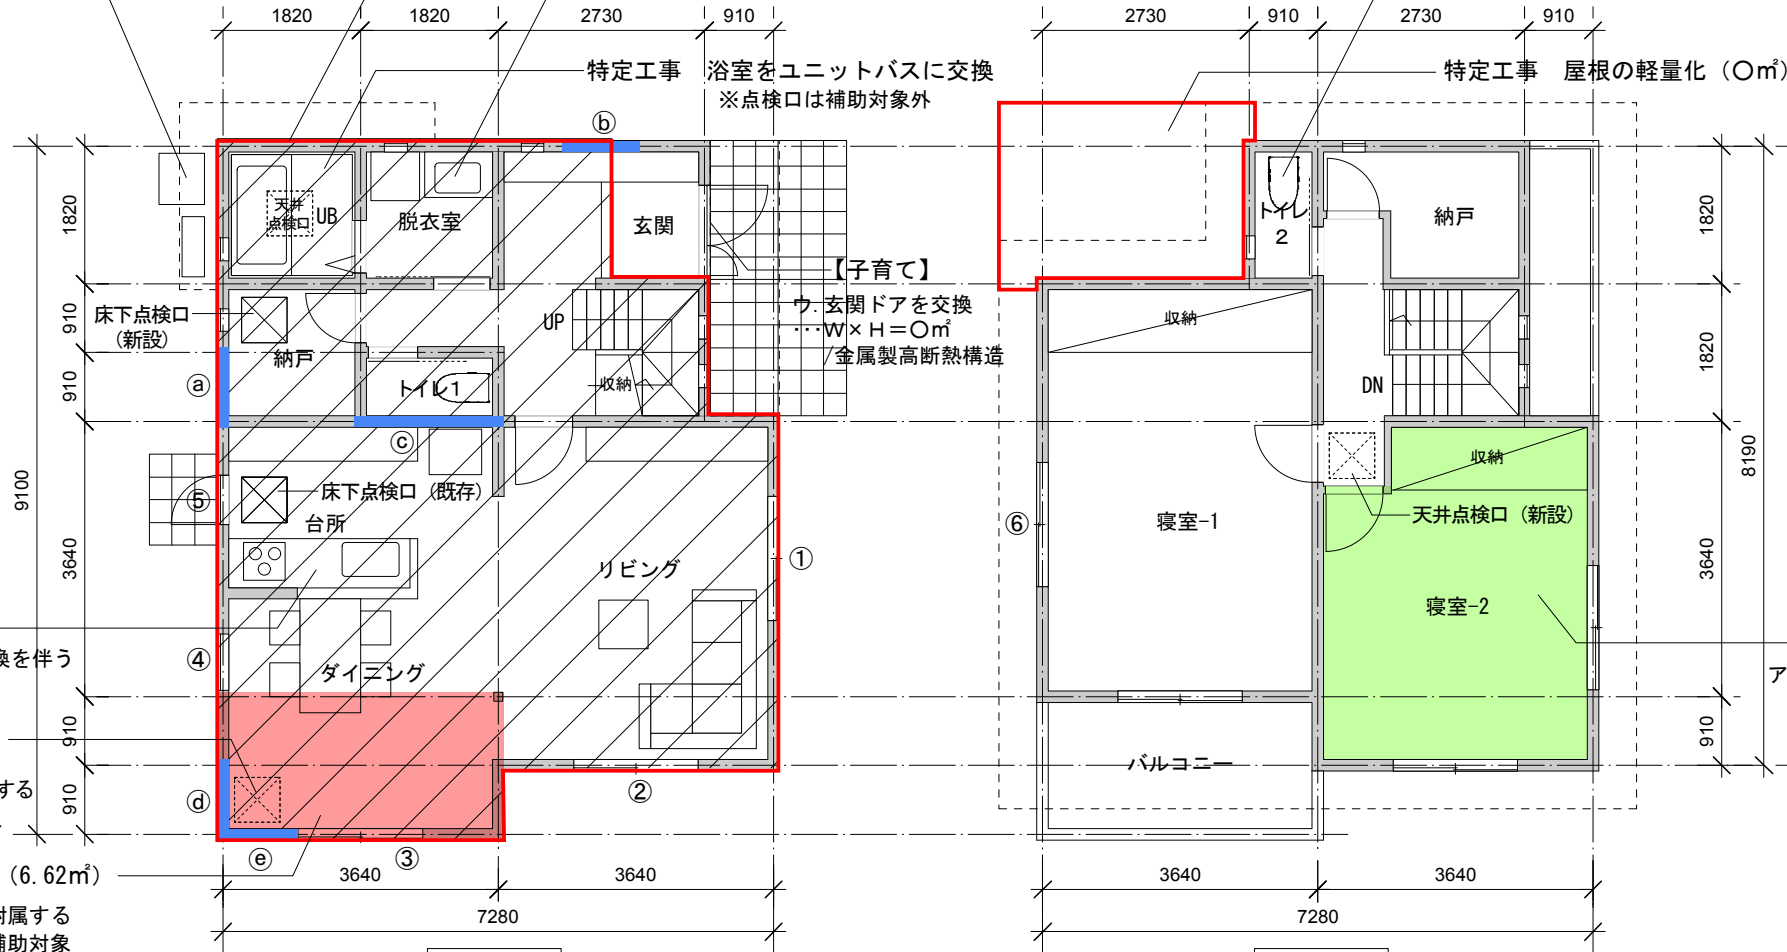 1820
1820
2730
910
2730
910
2730
910
特定工事　浴室をユニットバスに交換
※点検口は補助対象外
特定工事　屋根の軽量化（○㎡）
ⓑ
天井
点検口
UB
脱衣室
玄関
トイレ
2
納戸
1820
9100
910
910
3640
910
910
【子育て】
ウ.玄関ドアを交換
…W×H＝○㎡
/金属製高断熱構造
床下点検口
（新設）
納戸
UP
収納
トイレ1
ⓐ
ⓒ
収納
DN
収納
1820
1820
3640
910
8190
⑤
床下点検口（既存）
台所
リビング
①
⑥
寝室-1
天井点検口（新設）
寝室-2
換を伴う
④
ダイニング
ア
バルコニー
する
ⓓ
②
ⓔ
③
（6.62㎡）
3640
3640
3640
3640
付属する
補助対象
7280
7280